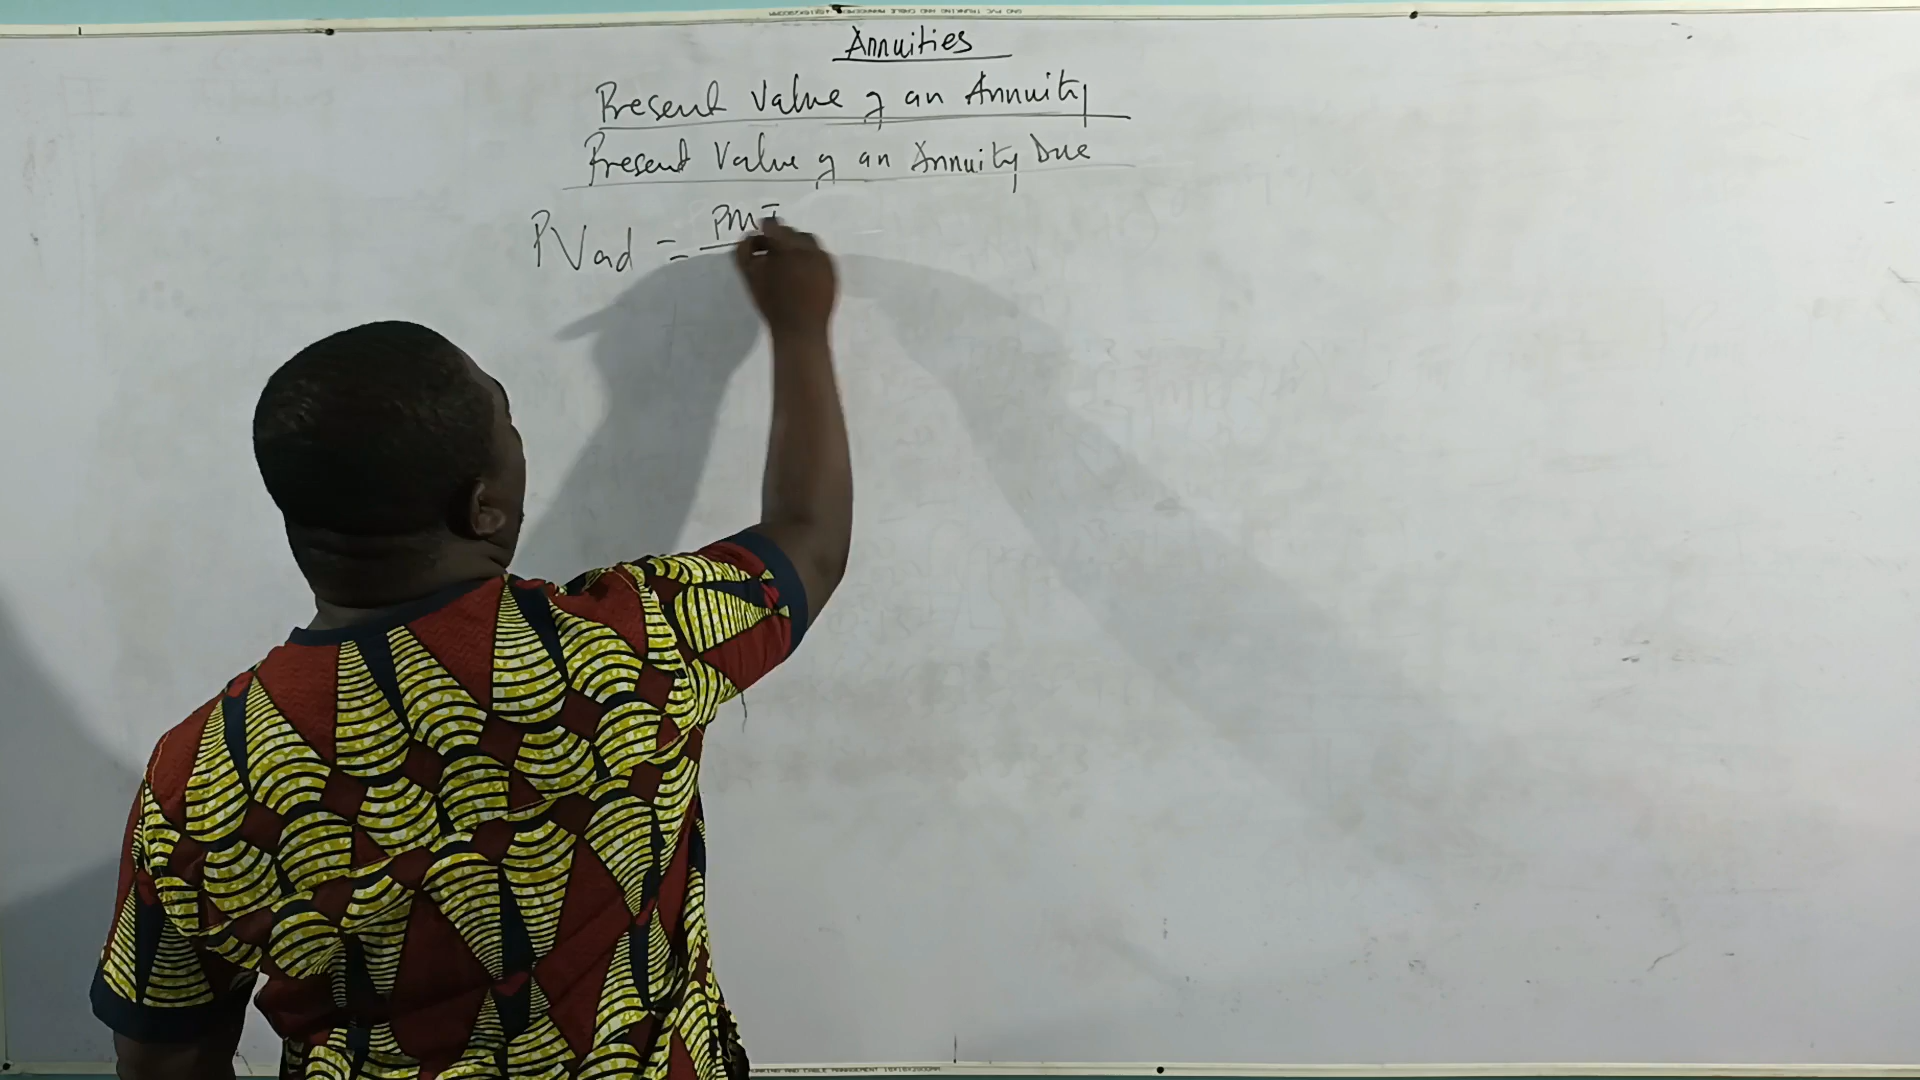 Annuities
Present Value of an Annuity
Present Value of an Annuity Due
PVad = PMT